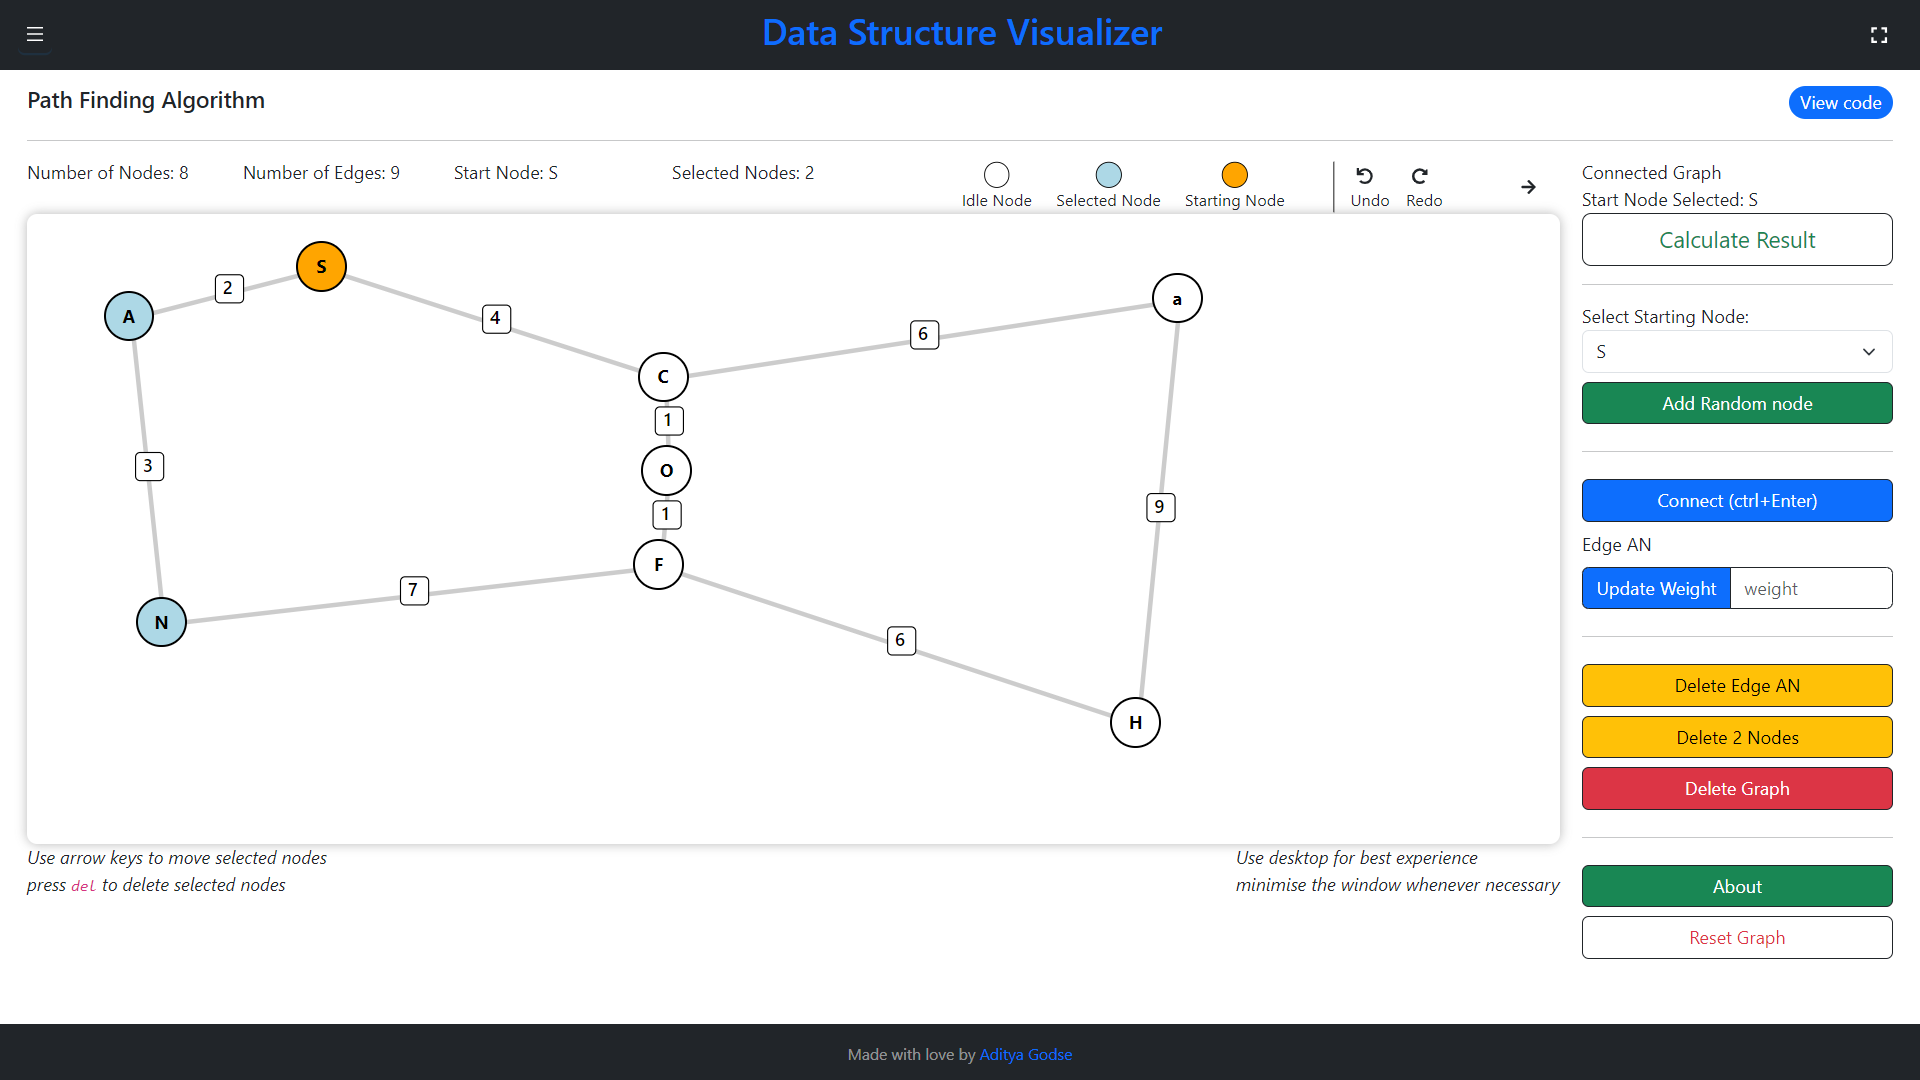 Data Structure Visualizer
Path Finding Algorithm
View code
Number of Nodes: 8
Number of Edges: 9
Start Node: S
Selected Nodes: 2
Idle Node
Selected Node
Starting Node
Undo
Redo
Connected Graph
Start Node Selected: S
Calculate Result
Select Starting Node:
S
Add Random node
Connect (ctrl+Enter)
Edge AN
Update Weight
weight
Delete Edge AN
Delete 2 Nodes
Delete Graph
About
Reset Graph
S
2
A
4
a
6
C
1
3
O
9
1
F
7
N
6
H
Use arrow keys to move selected nodes
press del to delete selected nodes
Use desktop for best experience
minimise the window whenever necessary
Made with love by Aditya Godse